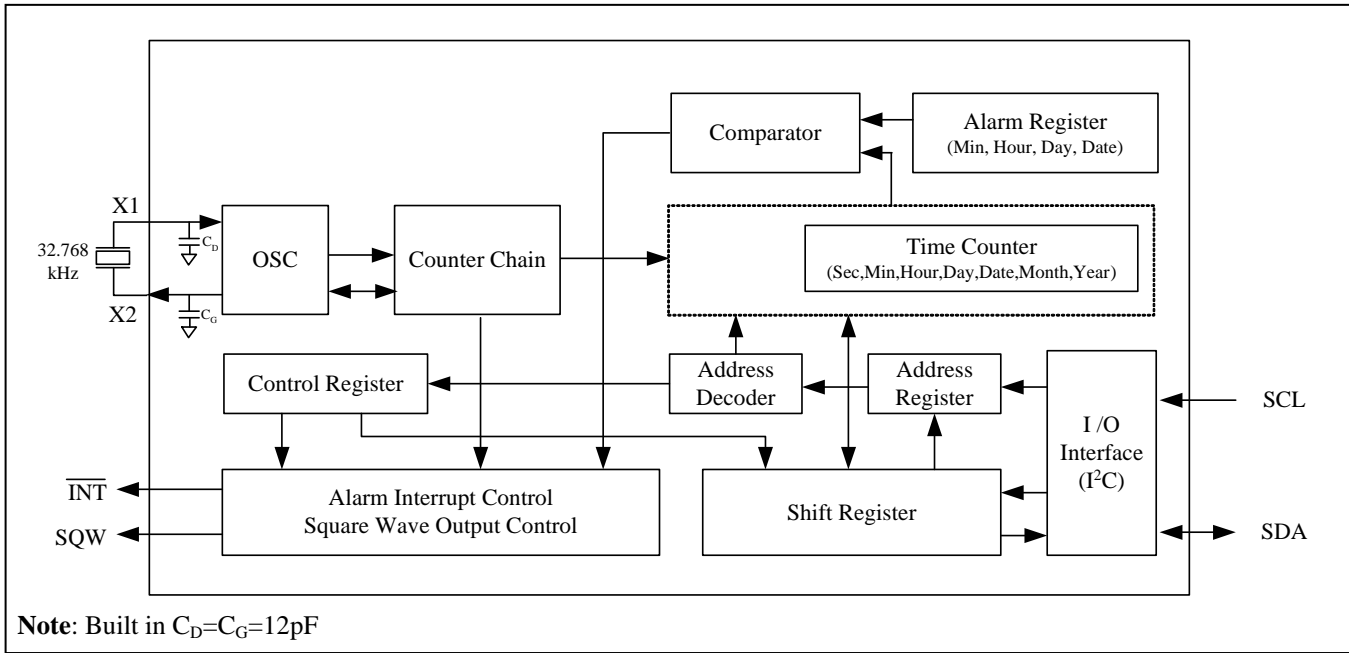 Comparator
Alarm Register
(Min, Hour, Day, Date)
X1
32.768
kHz
C_D
OSC
Counter Chain
Time Counter
(Sec,Min,Hour,Day,Date,Month,Year)
X2
C_G
Control Register
Address
Decoder
Address
Register
I /O
Interface
(I²C)
SCL
INT
SQW
Alarm Interrupt Control
Square Wave Output Control
Shift Register
SDA
Note: Built in C_D=C_G=12pF